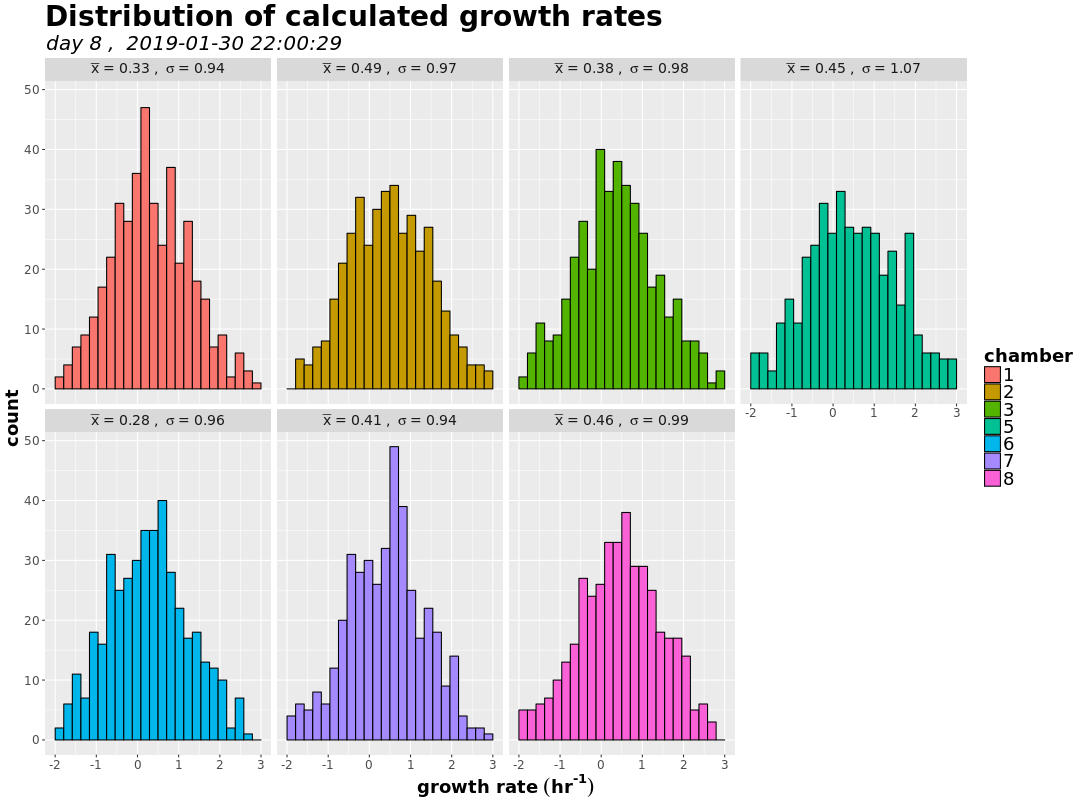 Distribution of calculated growth rates
day 8 ,  2019-01-30 22:00:29
x̅ = 0.33 ,  σ = 0.94
x̅ = 0.49 ,  σ = 0.97
x̅ = 0.38 ,  σ = 0.98
x̅ = 0.45 ,  σ = 1.07
50
40
30
20
10
0
-2 -1 0 1 2 3
x̅ = 0.28 ,  σ = 0.96
x̅ = 0.41 ,  σ = 0.94
x̅ = 0.46 ,  σ = 0.99
50
40
30
20
10
0
-2 -1 0 1 2 3
-2 -1 0 1 2 3
-2 -1 0 1 2 3
count
growth rate (hr⁻¹)
chamber
1
2
3
5
6
7
8